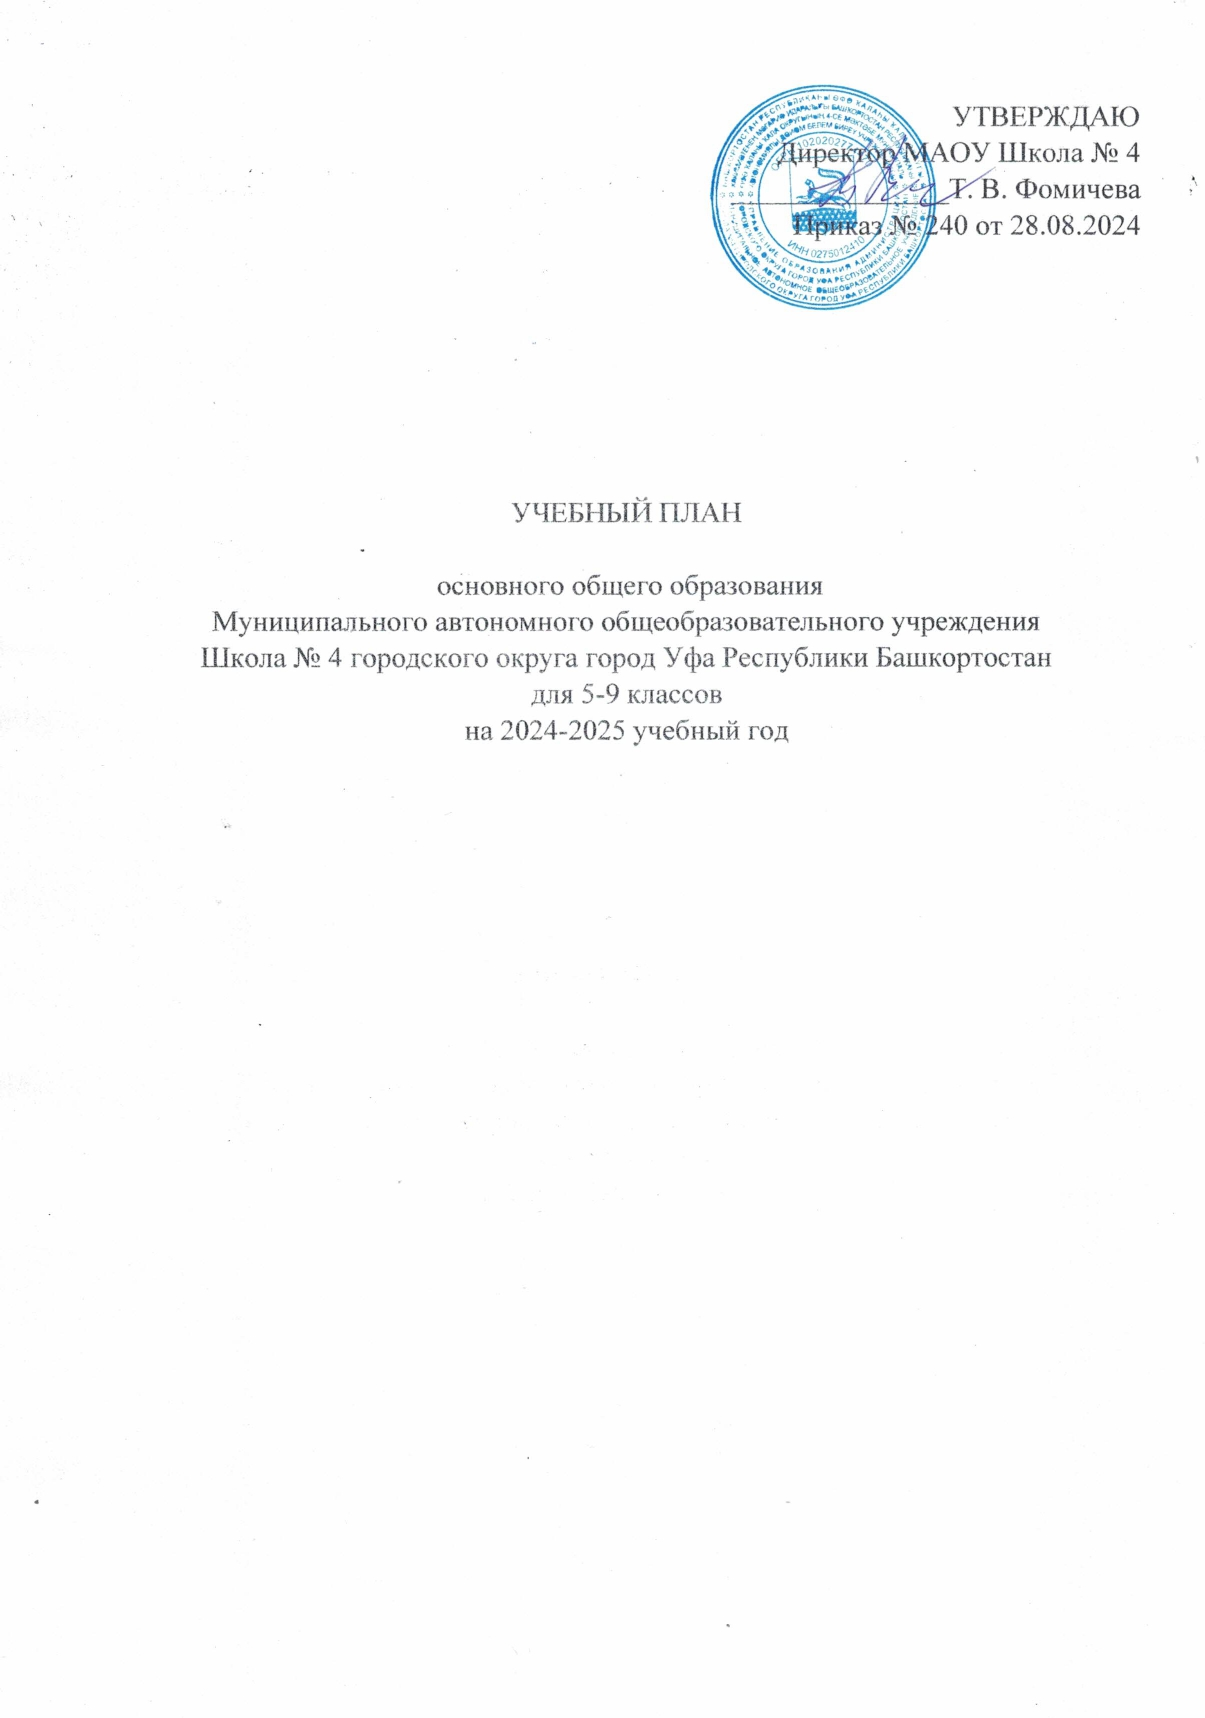 УТВЕРЖДАЮ
Директор МАОУ Школа № 4
Т. В. Фомичева
Приказ № 240 от 28.08.2024
ИНН 0275012410
УЧЕБНЫЙ ПЛАН
основного общего образования
Муниципального автономного общеобразовательного учреждения
Школа № 4 городского округа город Уфа Республики Башкортостан
для 5-9 классов
на 2024-2025 учебный год